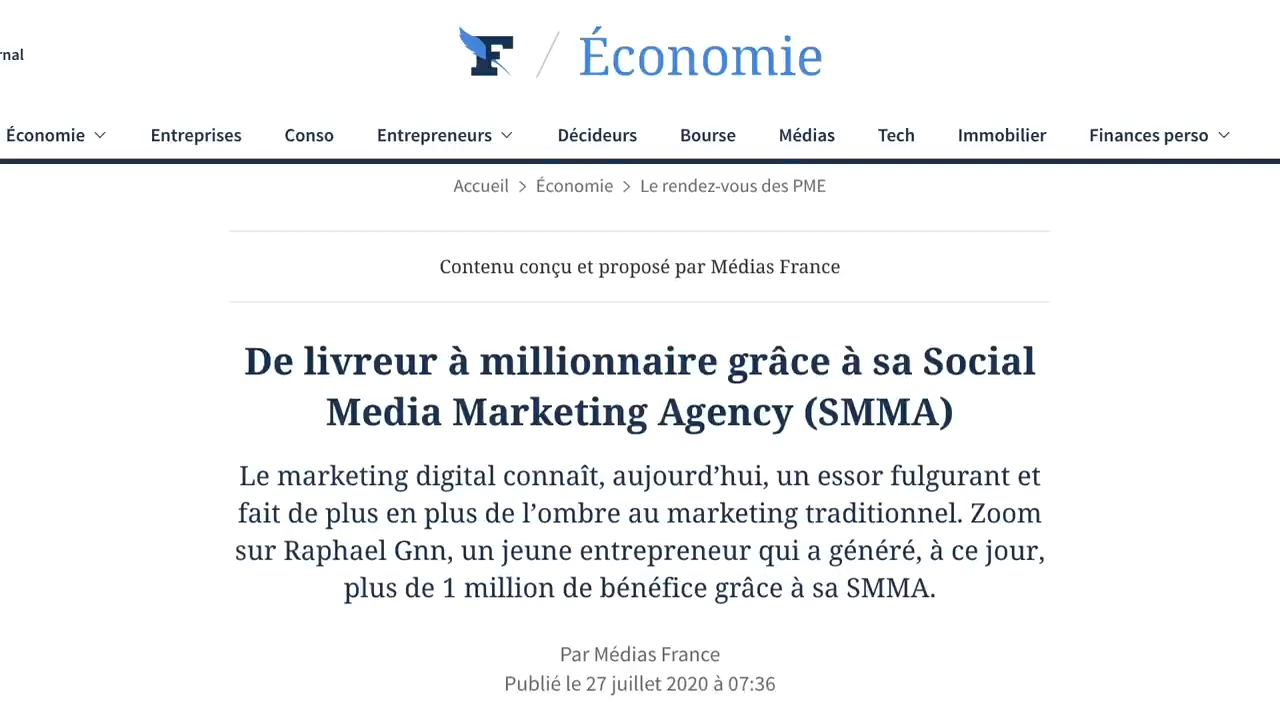 rnal
F / Économie
Économie Entreprises Conso Entrepreneurs Décideurs Bourse Médias Tech Immobilier Finances perso
Accueil > Économie > Le rendez-vous des PME
Contenu conçu et proposé par Médias France
De livreur à millionnaire grâce à sa Social
Media Marketing Agency (SMMA)
Le marketing digital connaît, aujourd’hui, un essor fulgurant et
fait de plus en plus de l’ombre au marketing traditionnel. Zoom
sur Raphael Gnn, un jeune entrepreneur qui a généré, à ce jour,
plus de 1 million de bénéfice grâce à sa SMMA.
Par Médias France
Publié le 27 juillet 2020 à 07:36